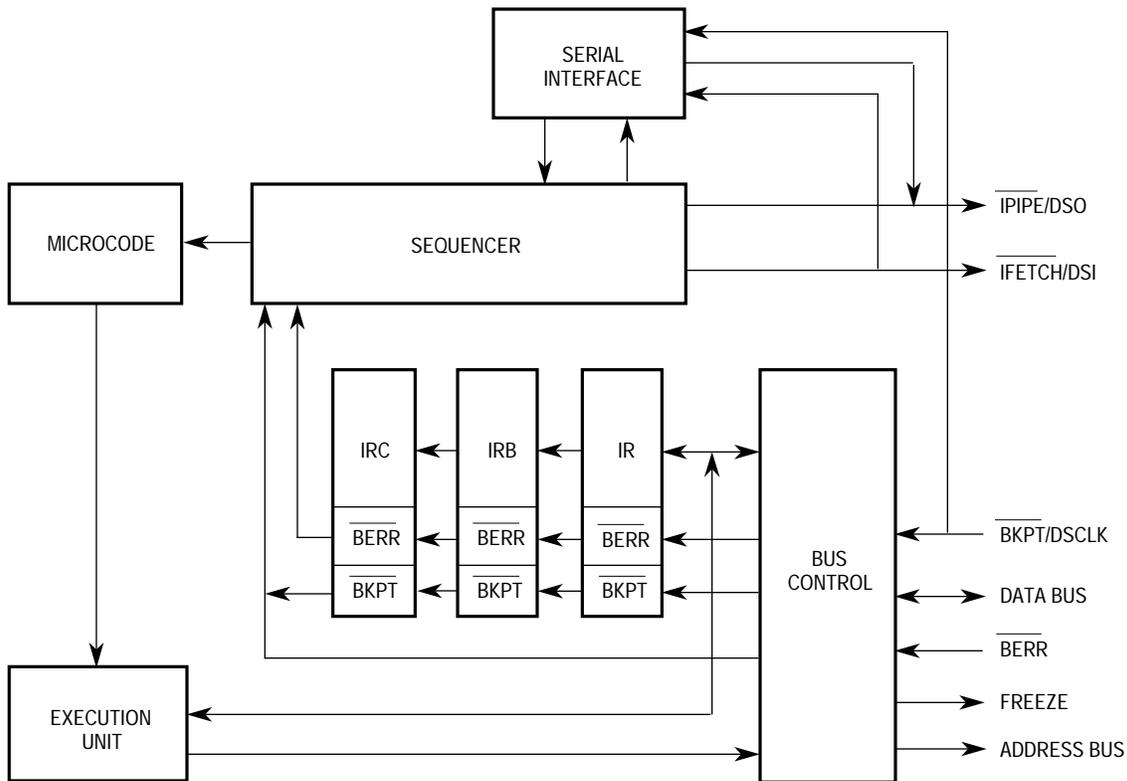 SERIAL
INTERFACE
MICROCODE
SEQUENCER
IPIPE/DSO
IFETCH/DSI
IRC
IRB
IR
BERR
BERR
BERR
BKPT
BKPT
BKPT
BUS
CONTROL
BKPT/DSCLK
DATA BUS
BERR
FREEZE
ADDRESS BUS
EXECUTION
UNIT